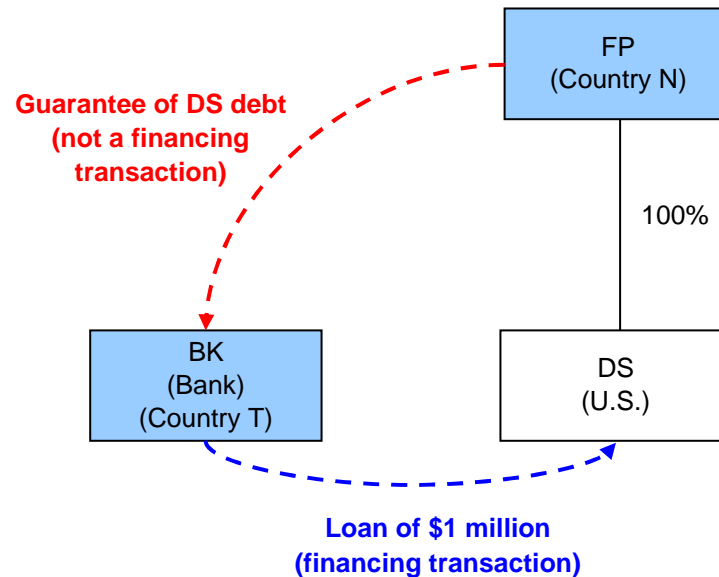 FP
(Country N)
Guarantee of DS debt
(not a financing
transaction)
100%
BK
(Bank)
(Country T)
DS
(U.S.)
Loan of $1 million
(financing transaction)